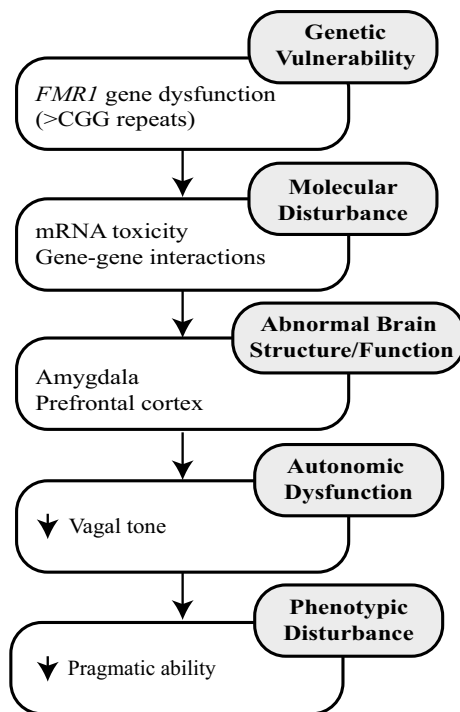 Genetic
Vulnerability
FMR1 gene dysfunction
(>CGG repeats)
Molecular
Disturbance
mRNA toxicity
Gene-gene interactions
Abnormal Brain
Structure/Function
Amygdala
Prefrontal cortex
Autonomic
Dysfunction
Vagal tone
Phenotypic
Disturbance
Pragmatic ability